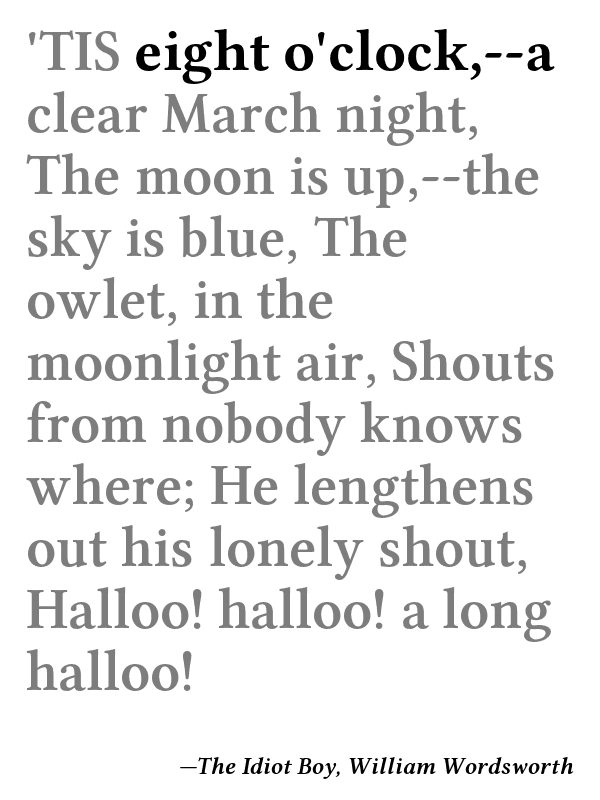 'TIS eight o'clock,--a
clear March night,
The moon is up,--the
sky is blue, The
owlet, in the
moonlight air, Shouts
from nobody knows
where; He lengthens
out his lonely shout,
Halloo! halloo! a long
halloo!
—The Idiot Boy, William Wordsworth